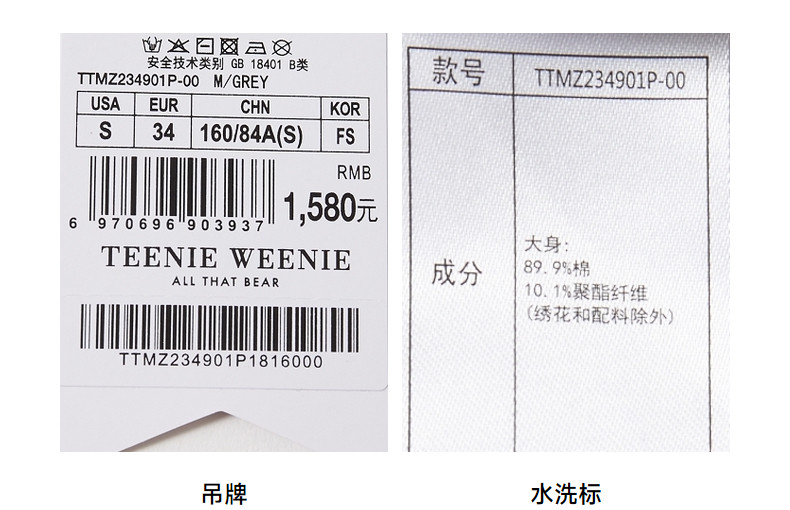 安全技术类别 GB 18401 B类
TTMZ234901P-00 M/GREY
USA EUR CHN KOR
S 34 160/84A(S) FS
RMB
1,580元
6 970696 903937
TEENIE WEENIE
ALL THAT BEAR
TTMZ234901P1816000
款号 TTMZ234901P-00
成分
大身:
89.9%棉
10.1%聚酯纤维
(绣花和配料除外)
吊牌
水洗标